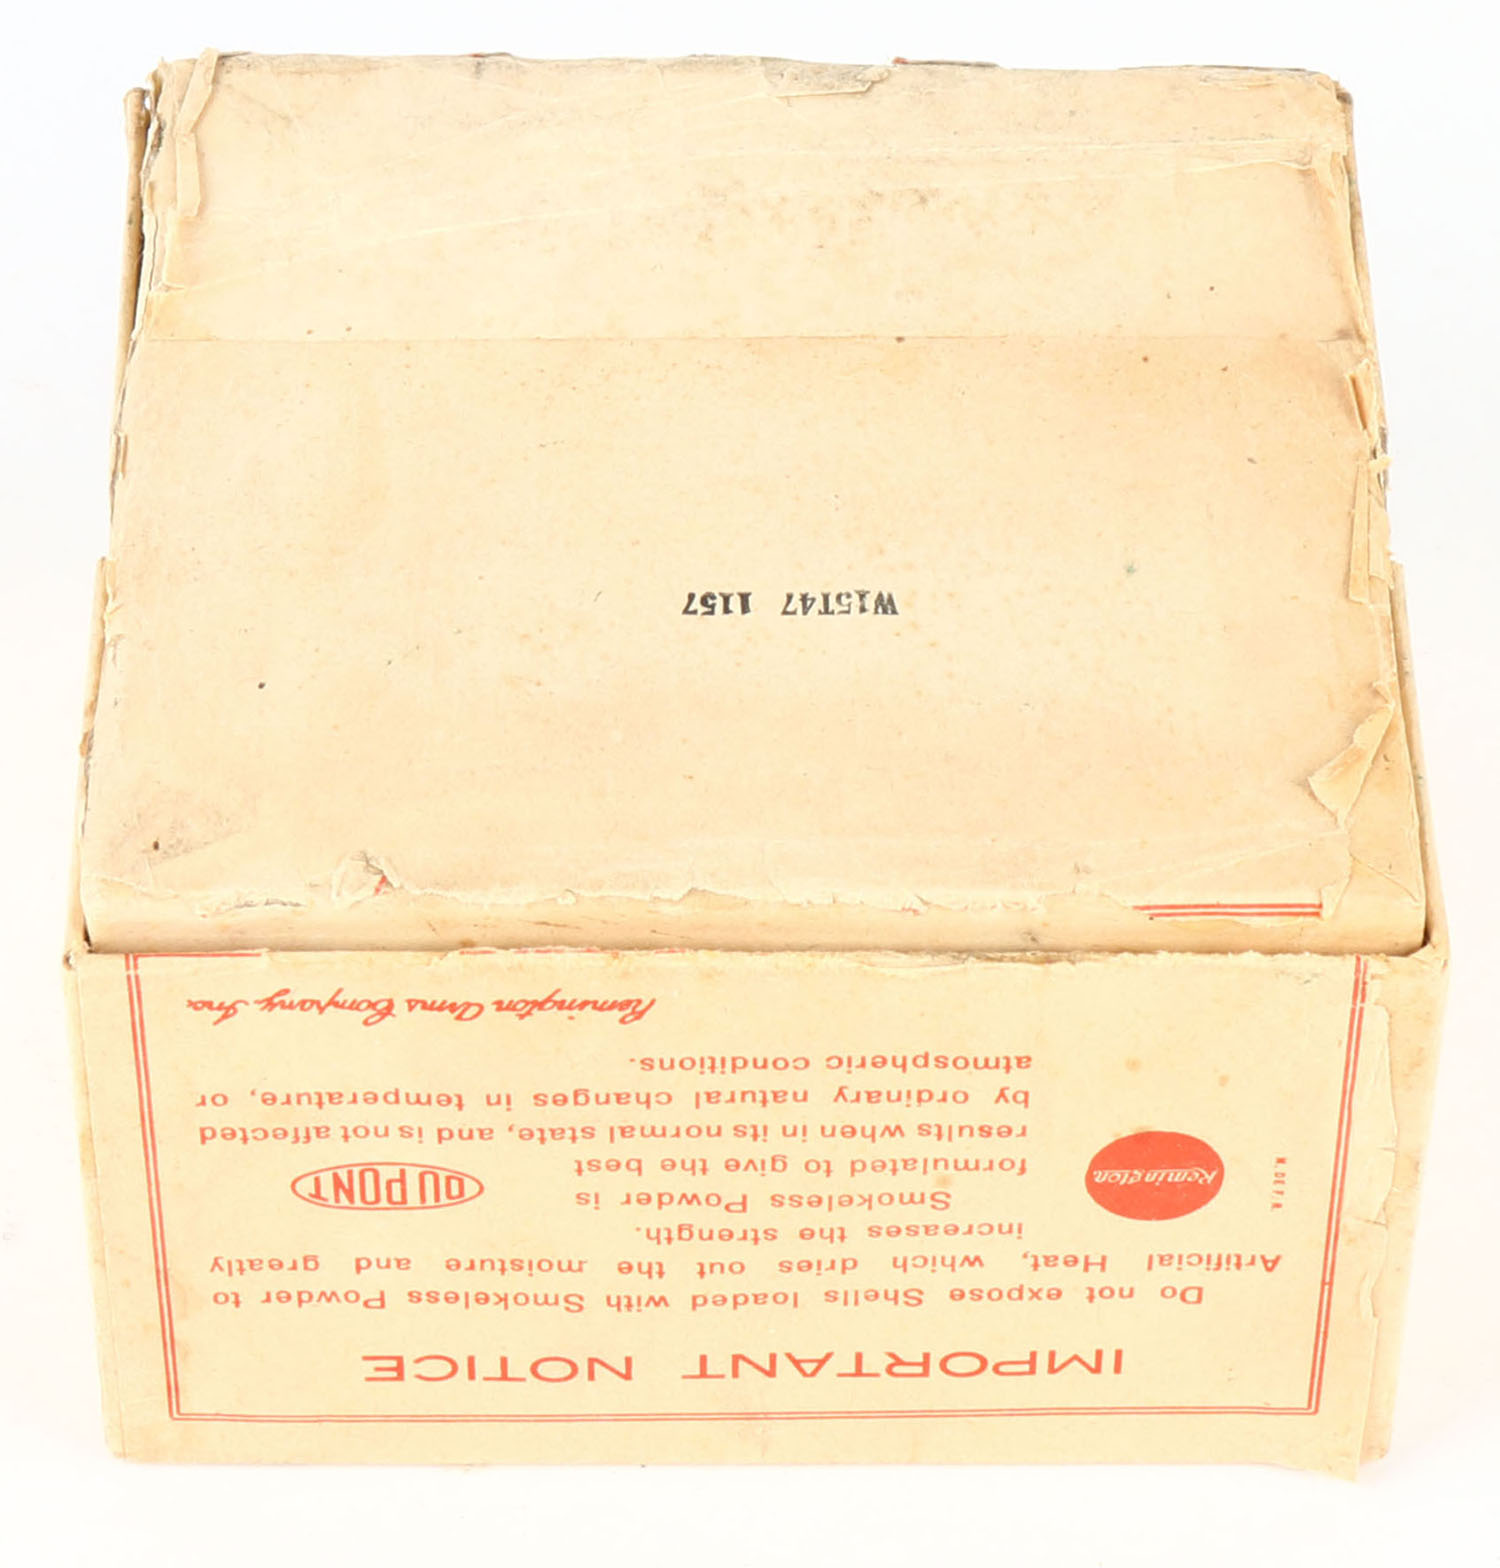 IMPORTANT NOTICE
Do not expose Shells loaded with Smokeless Powder to
Artificial Heat, which dries out the moisture and greatly
increases the strength.
Smokeless Powder is
formulated to give the best
results when in its normal state, and is not affected
by ordinary natural changes in temperature, or
atmospheric conditions.
Remington Arms Company, Inc.
Remington
DU PONT
M. DE F. R.
W15T47 1157